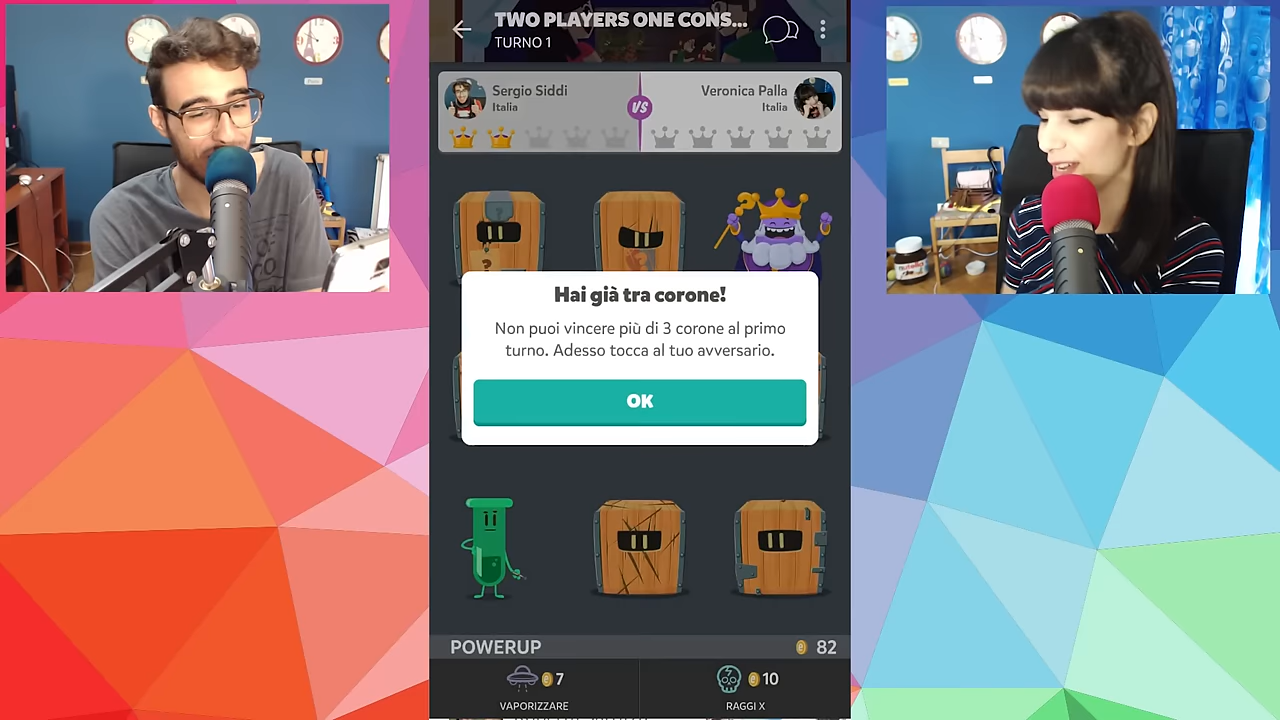 TWO PLAYERS ONE CONS...
TURNO 1
Sergio Siddi
Italia
VS
Veronica Palla
Italia
Hai già tra corone!
Non puoi vincere più di 3 corone al primo
turno. Adesso tocca al tuo avversario.
OK
POWERUP
82
7
VAPORIZZARE
10
RAGGI X
nutella